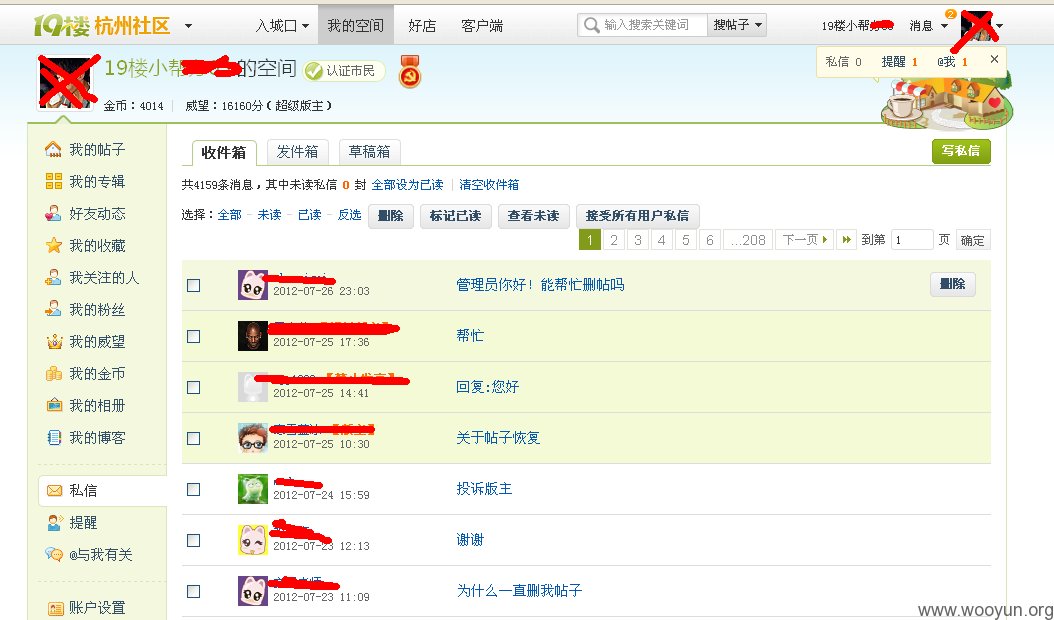 19楼 杭州社区
入城口 我的空间 好店 客户端 输入搜索关键词 搜帖子 19楼小帮 消息 2
私信 0 提醒 1 @我 1
19楼小帮 的空间 认证市民
金币：4014 威望：16160分（超级版主）
我的帖子
我的专辑
好友动态
我的收藏
我关注的人
我的粉丝
我的威望
我的金币
我的相册
我的博客
私信
提醒
@与我有关
账户设置
收件箱 发件箱 草稿箱 写私信
共4159条消息，其中未读私信 0 封 全部设为已读 清空收件箱
选择：全部 - 未读 - 已读 - 反选 删除 标记已读 查看未读 接受所有用户私信
1 2 3 4 5 6 ...208 下一页 到第 1 页 确定
2012-07-26 23:03 管理员你好！能帮忙删帖吗 删除
2012-07-25 17:36 帮忙
2012-07-25 14:41 回复:您好
2012-07-25 10:30 关于帖子恢复
2012-07-24 15:59 投诉版主
2012-07-23 12:13 谢谢
2012-07-23 11:09 为什么一直删我帖子
www.wooyun.org